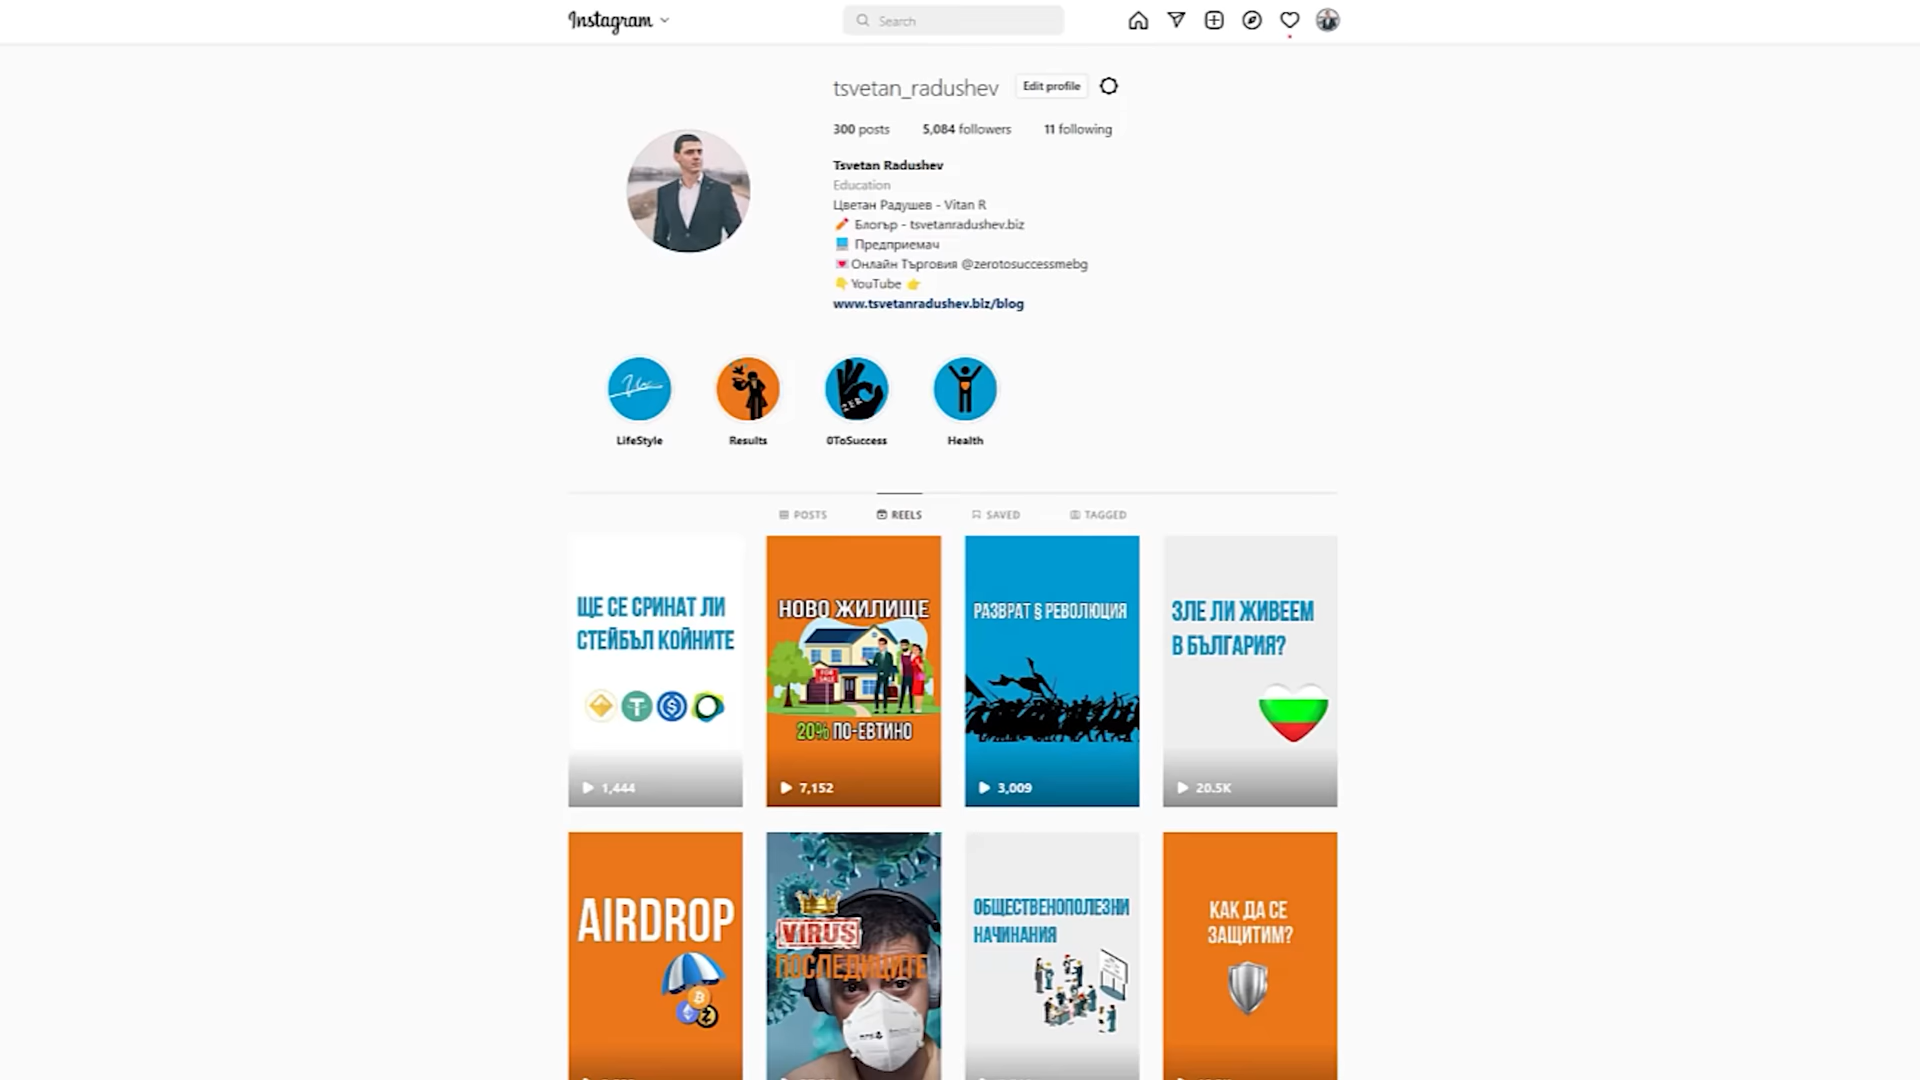 Instagram
Search
tsvetan_radushev
Edit profile
300 posts
5,084 followers
11 following
Tsvetan Radushev
Education
Цветан Радушев - Vitan R
Блогър - tsvetanradushev.biz
Предприемач
Онлайн Търговия @zerotosuccessmebg
YouTube
www.tsvetanradushev.biz/blog
LifeStyle
Results
0ToSuccess
Health
POSTS
REELS
SAVED
TAGGED
ЩЕ СЕ СРИНАТ ЛИ
СТЕЙБЪЛ КОЙНИТЕ
1,444
НОВО ЖИЛИЩЕ
FOR
SALE
20% ПО-ЕВТИНО
7,152
РАЗВРАТ § РЕВОЛЮЦИЯ
3,009
ЗЛЕ ЛИ ЖИВЕЕМ
В БЪЛГАРИЯ?
20.5K
AIRDROP
VIRUS
ПОСЛЕДИЦИТЕ
ОБЩЕСТВЕНОПОЛЕЗНИ
НАЧИНАНИЯ
КАК ДА СЕ
ЗАЩИТИМ?